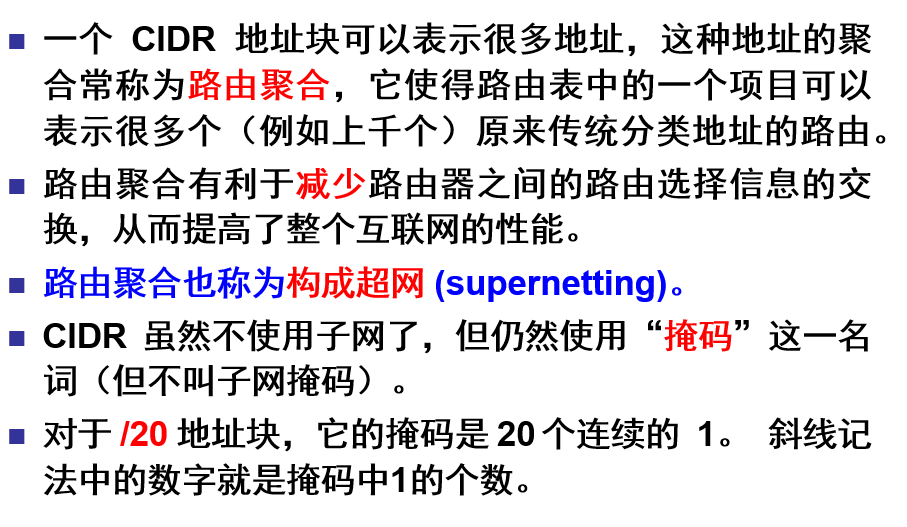 一个 CIDR 地址块可以表示很多地址，这种地址的聚
合常称为路由聚合，它使得路由表中的一个项目可以
表示很多个（例如上千个）原来传统分类地址的路由。
路由聚合有利于减少路由器之间的路由选择信息的交
换，从而提高了整个互联网的性能。
路由聚合也称为构成超网 (supernetting)。
CIDR 虽然不使用子网了，但仍然使用“掩码”这一名
词（但不叫子网掩码）。
对于 /20 地址块，它的掩码是 20 个连续的 1。 斜线记
法中的数字就是掩码中1的个数。